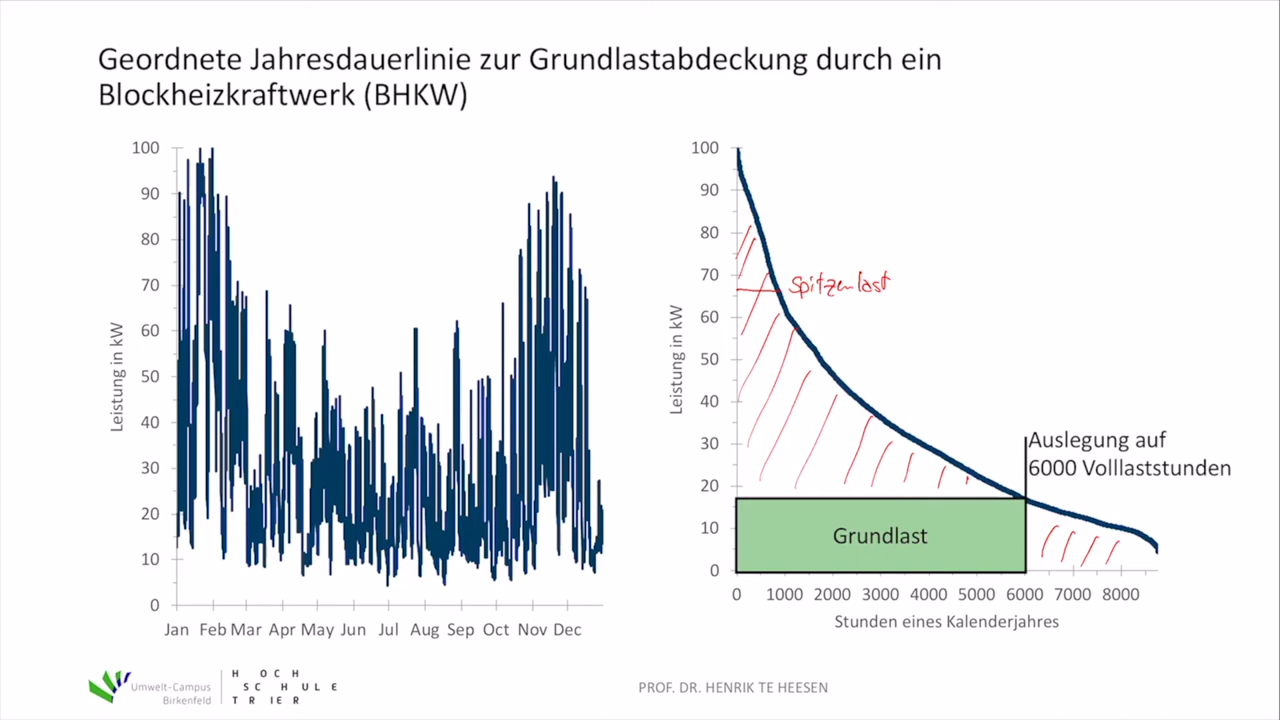 Geordnete Jahresdauerlinie zur Grundlastabdeckung durch ein
Blockheizkraftwerk (BHKW)
100
90
80
70
60
50
40
30
20
10
0
Leistung in kW
Jan Feb Mar Apr May Jun Jul Aug Sep Oct Nov Dec
100
90
80
70
60
50
40
30
20
10
0
Leistung in kW
Spitzenlast
Auslegung auf
6000 Volllaststunden
Grundlast
0 1000 2000 3000 4000 5000 6000 7000 8000
Stunden eines Kalenderjahres
Umwelt-Campus
Birkenfeld
HOCH
SCHULE
TRIER
PROF. DR. HENRIK TE HEESEN